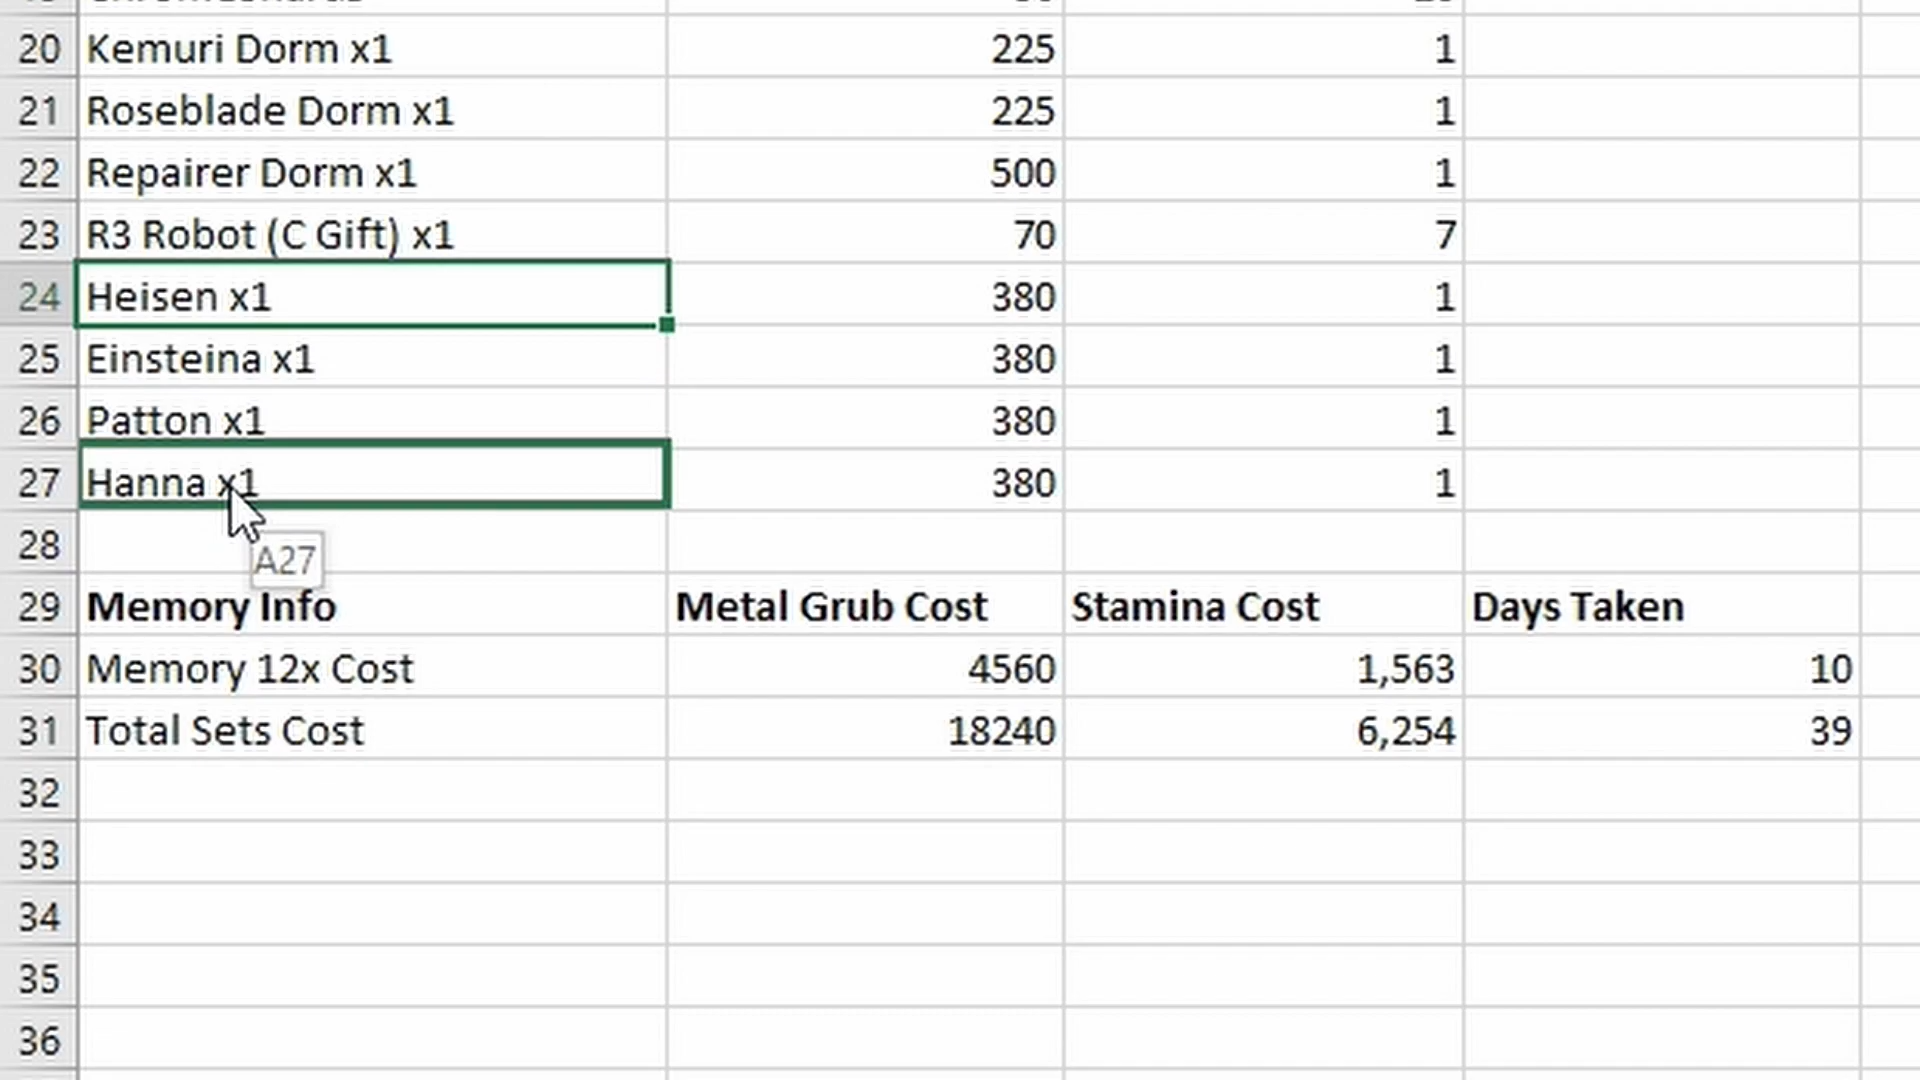 20 Kemuri Dorm x1 225 1
21 Roseblade Dorm x1 225 1
22 Repairer Dorm x1 500 1
23 R3 Robot (C Gift) x1 70 7
24 Heisen x1 380 1
25 Einsteina x1 380 1
26 Patton x1 380 1
27 Hanna x1 380 1
28 A27
29 Memory Info Metal Grub Cost Stamina Cost Days Taken
30 Memory 12x Cost 4560 1,563 10
31 Total Sets Cost 18240 6,254 39
32
33
34
35
36